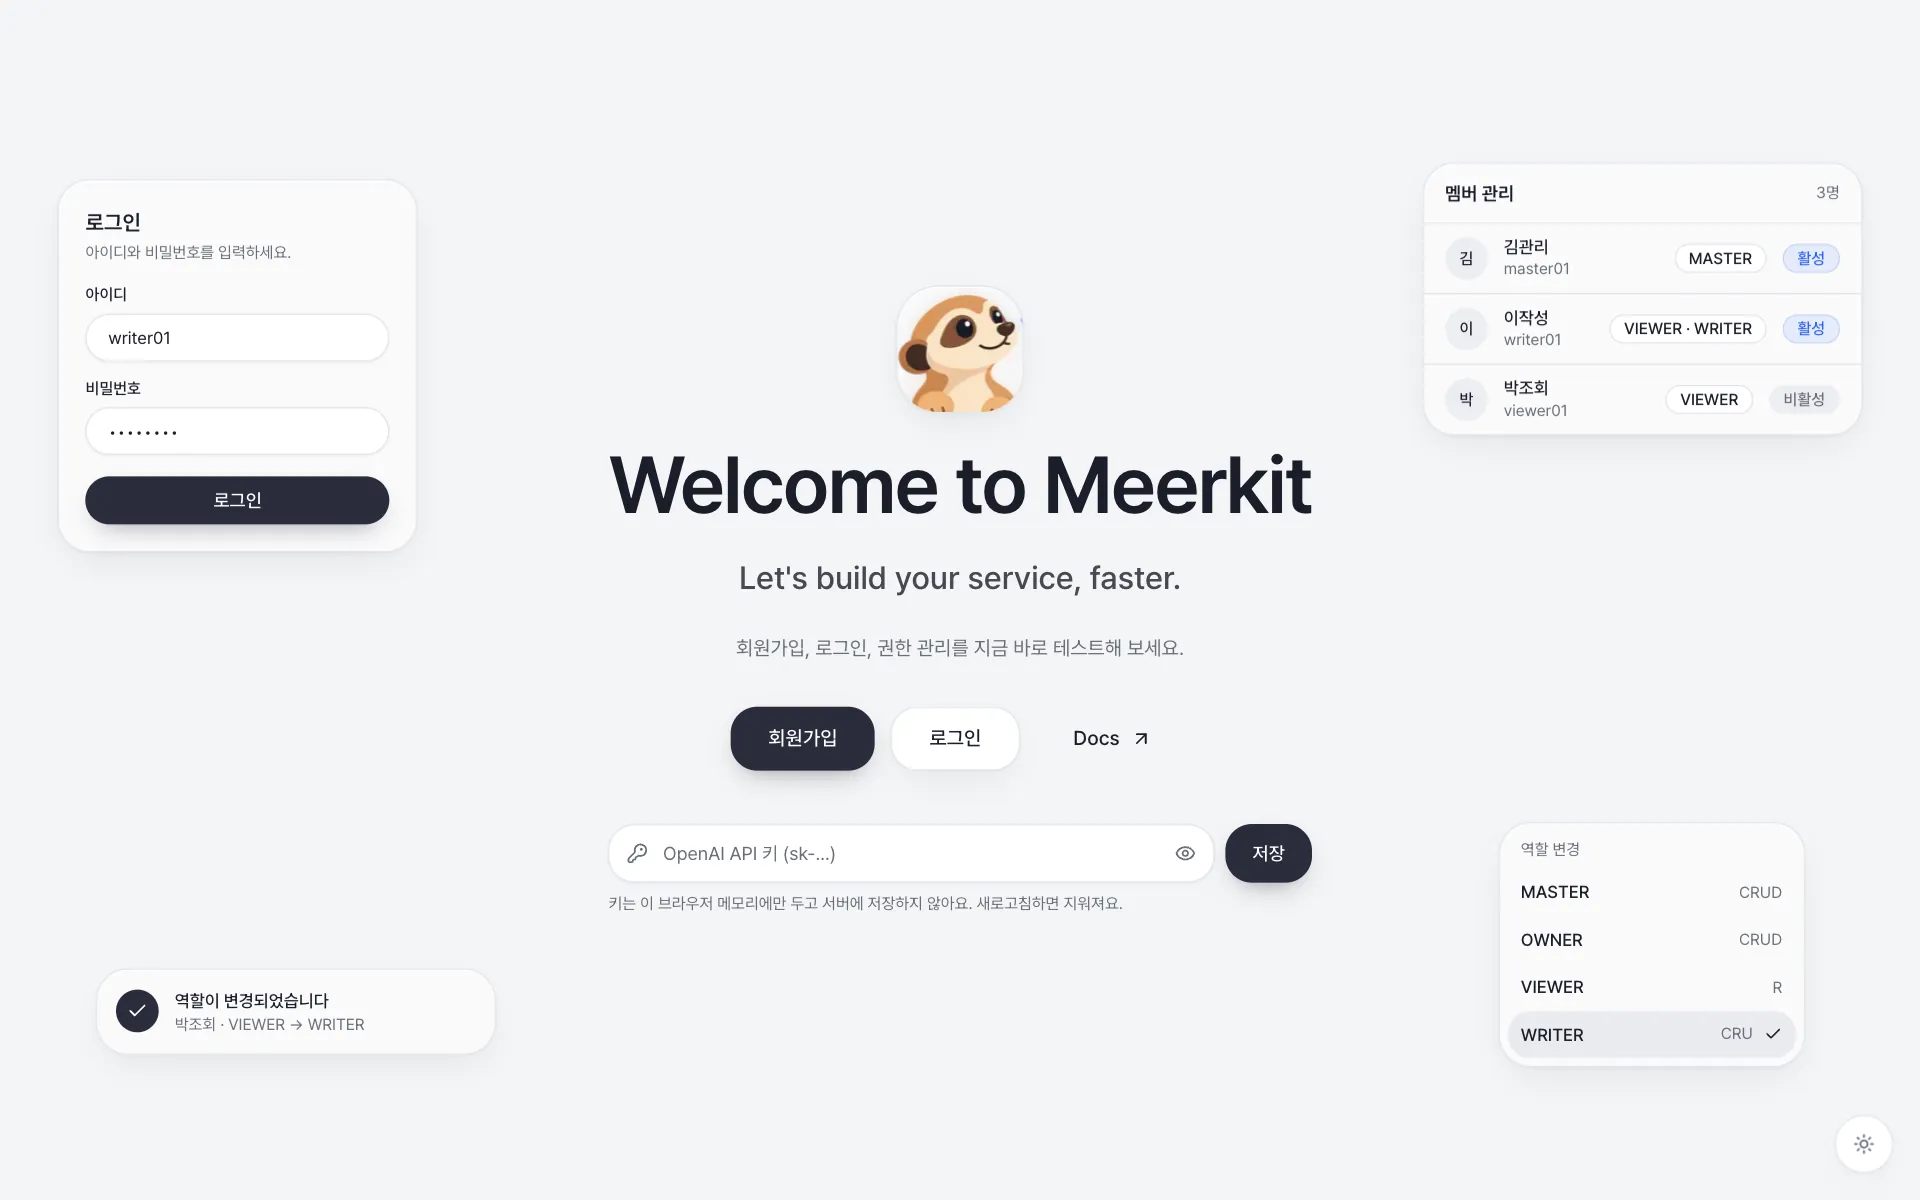 로그인
아이디와 비밀번호를 입력하세요.
아이디
writer01
비밀번호
••••••••
로그인
멤버 관리
3명
김
김관리
master01
MASTER
활성
이
이작성
writer01
VIEWER · WRITER
활성
박
박조회
viewer01
VIEWER
비활성
Welcome to Meerkit
Let's build your service, faster.
회원가입, 로그인, 권한 관리를 지금 바로 테스트해 보세요.
회원가입
로그인
Docs
OpenAI API 키 (sk-...)
저장
키는 이 브라우저 메모리에만 두고 서버에 저장하지 않아요. 새로고침하면 지워져요.
역할이 변경되었습니다
박조회 · VIEWER → WRITER
역할 변경
MASTER CRUD
OWNER CRUD
VIEWER R
WRITER CRU